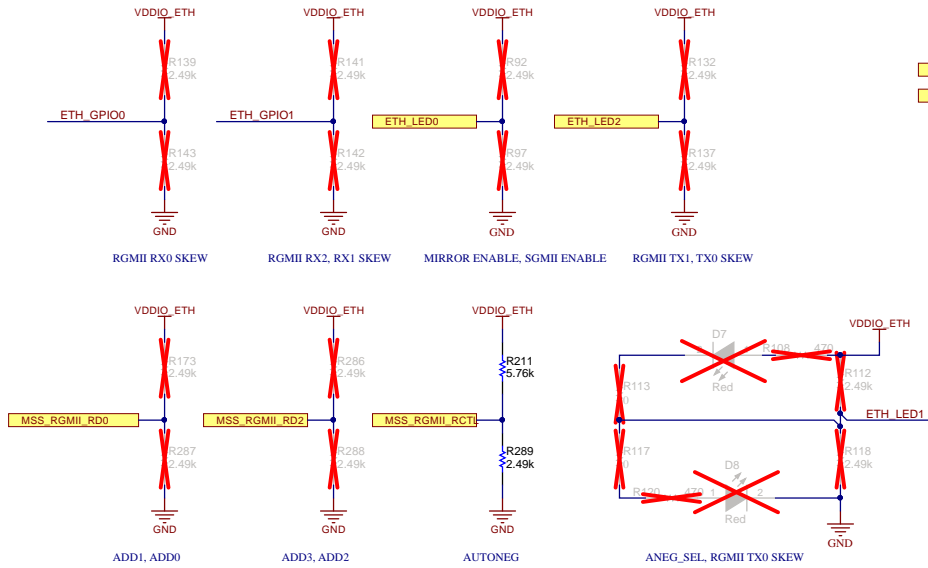 VDDIO_ETH
R139
2.49k
ETH_GPIO0
R143
2.49k
GND
RGMII RX0 SKEW
VDDIO_ETH
R141
2.49k
ETH_GPIO1
R142
2.49k
GND
RGMII RX2, RX1 SKEW
VDDIO_ETH
R92
2.49k
ETH_LED0
R97
2.49k
GND
MIRROR ENABLE, SGMII ENABLE
VDDIO_ETH
R132
2.49k
ETH_LED2
R137
2.49k
GND
RGMII TX1, TX0 SKEW
VDDIO_ETH
R173
2.49k
MSS_RGMII_RD0
R287
2.49k
GND
ADD1, ADD0
VDDIO_ETH
R286
2.49k
MSS_RGMII_RD2
R288
2.49k
GND
ADD3, ADD2
VDDIO_ETH
R211
5.76k
MSS_RGMII_RCTL
R289
2.49k
GND
AUTONEG
D7
Red
R108
470
VDDIO_ETH
R113
0
R112
2.49k
ETH_LED1
R117
0
R118
2.49k
D8
R120
470
1
2
Red
GND
ANEG_SEL, RGMII TX0 SKEW